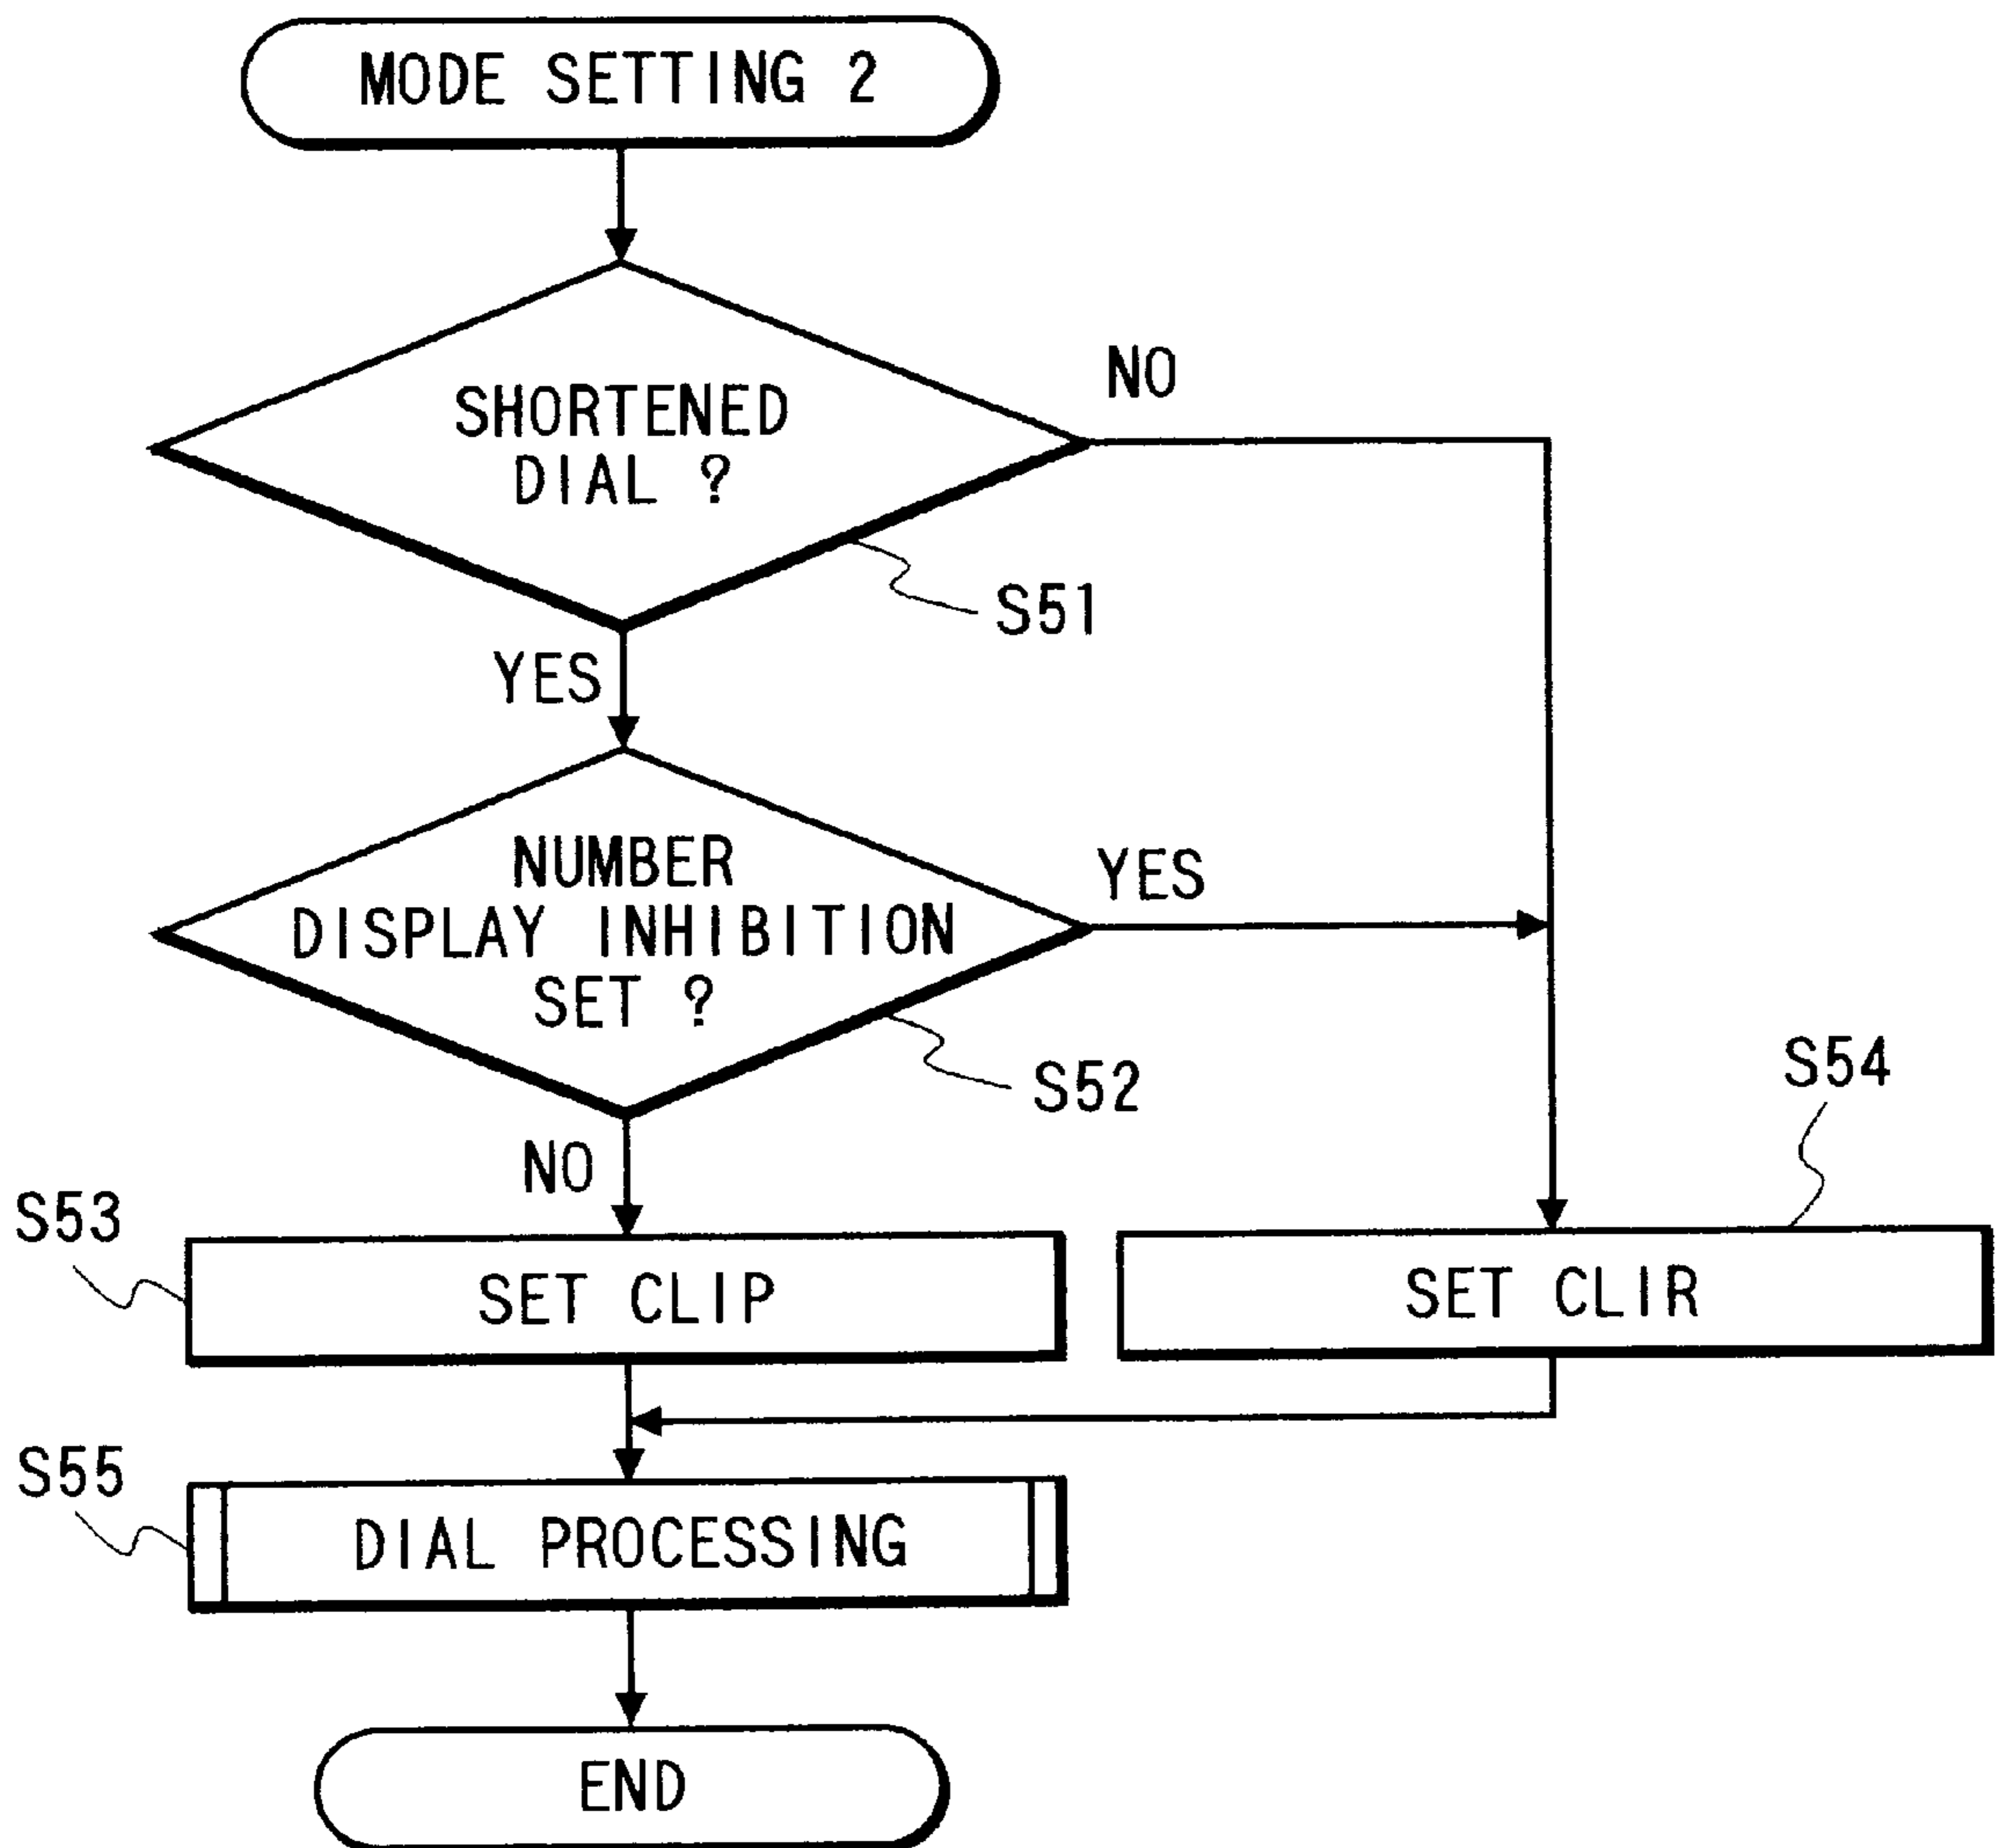 MODE SETTING 2
NO
SHORTENED
DIAL ?
S51
YES
NUMBER
DISPLAY INHIBITION
SET ?
YES
S52
S54
NO
S53
SET CLIP
SET CLIR
S55
DIAL PROCESSING
END